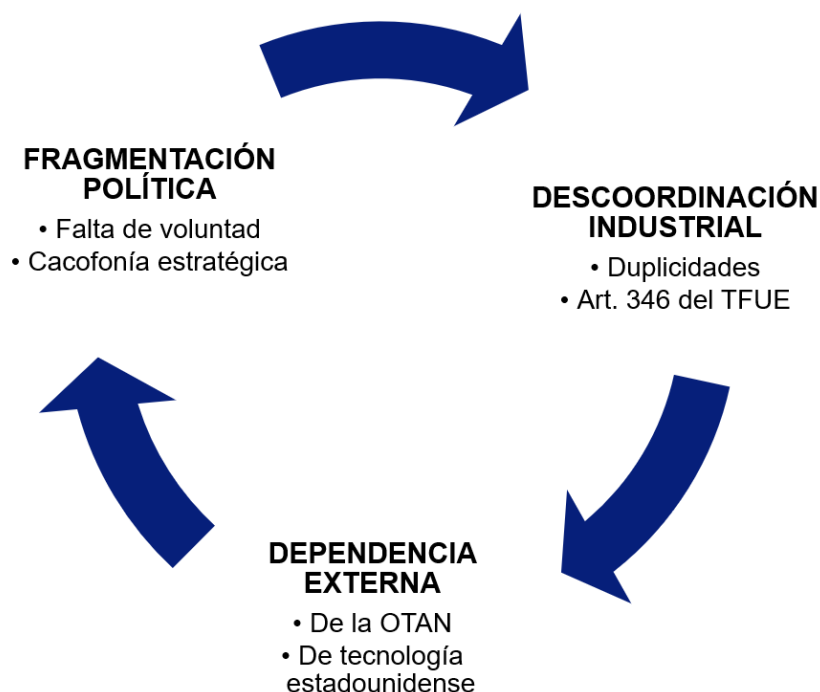 FRAGMENTACIÓN
POLÍTICA
• Falta de voluntad
• Cacofonía estratégica
DESCOORDINACIÓN
INDUSTRIAL
• Duplicidades
• Art. 346 del TFUE
DEPENDENCIA
EXTERNA
• De la OTAN
• De tecnología
estadounidense